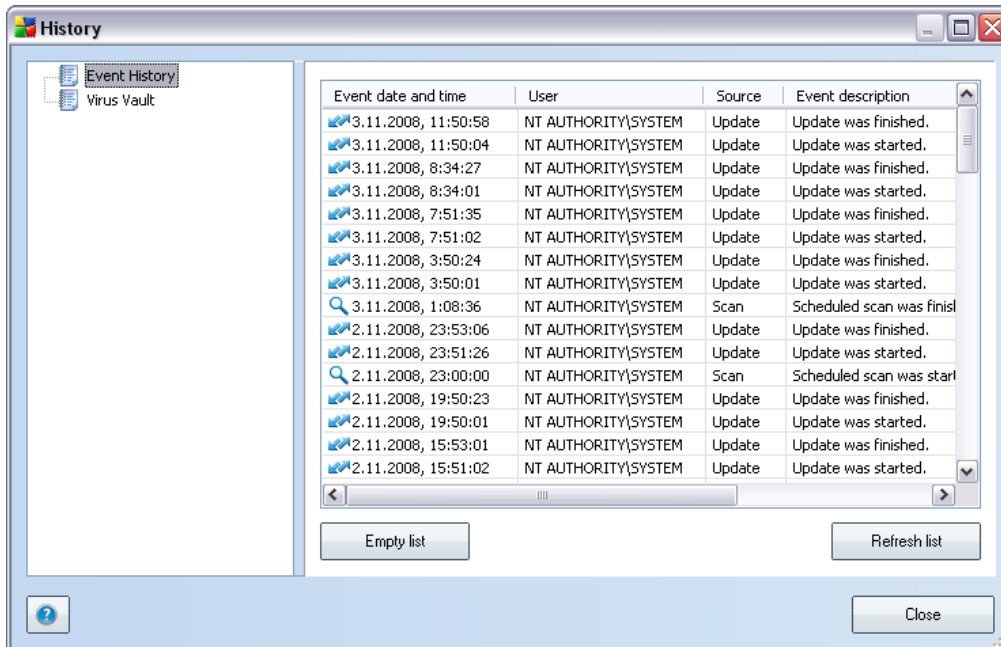 History
Event History
Virus Vault
Event date and time User Source Event description
3.11.2008, 11:50:58 NT AUTHORITY\SYSTEM Update Update was finished.
3.11.2008, 11:50:04 NT AUTHORITY\SYSTEM Update Update was started.
3.11.2008, 8:34:27 NT AUTHORITY\SYSTEM Update Update was finished.
3.11.2008, 8:34:01 NT AUTHORITY\SYSTEM Update Update was started.
3.11.2008, 7:51:35 NT AUTHORITY\SYSTEM Update Update was finished.
3.11.2008, 7:51:02 NT AUTHORITY\SYSTEM Update Update was started.
3.11.2008, 3:50:24 NT AUTHORITY\SYSTEM Update Update was finished.
3.11.2008, 3:50:01 NT AUTHORITY\SYSTEM Update Update was started.
3.11.2008, 1:08:36 NT AUTHORITY\SYSTEM Scan Scheduled scan was finis
2.11.2008, 23:53:06 NT AUTHORITY\SYSTEM Update Update was finished.
2.11.2008, 23:51:26 NT AUTHORITY\SYSTEM Update Update was started.
2.11.2008, 23:00:00 NT AUTHORITY\SYSTEM Scan Scheduled scan was start
2.11.2008, 19:50:23 NT AUTHORITY\SYSTEM Update Update was finished.
2.11.2008, 19:50:01 NT AUTHORITY\SYSTEM Update Update was started.
2.11.2008, 15:53:01 NT AUTHORITY\SYSTEM Update Update was finished.
2.11.2008, 15:51:02 NT AUTHORITY\SYSTEM Update Update was started.
Empty list Refresh list
? Close